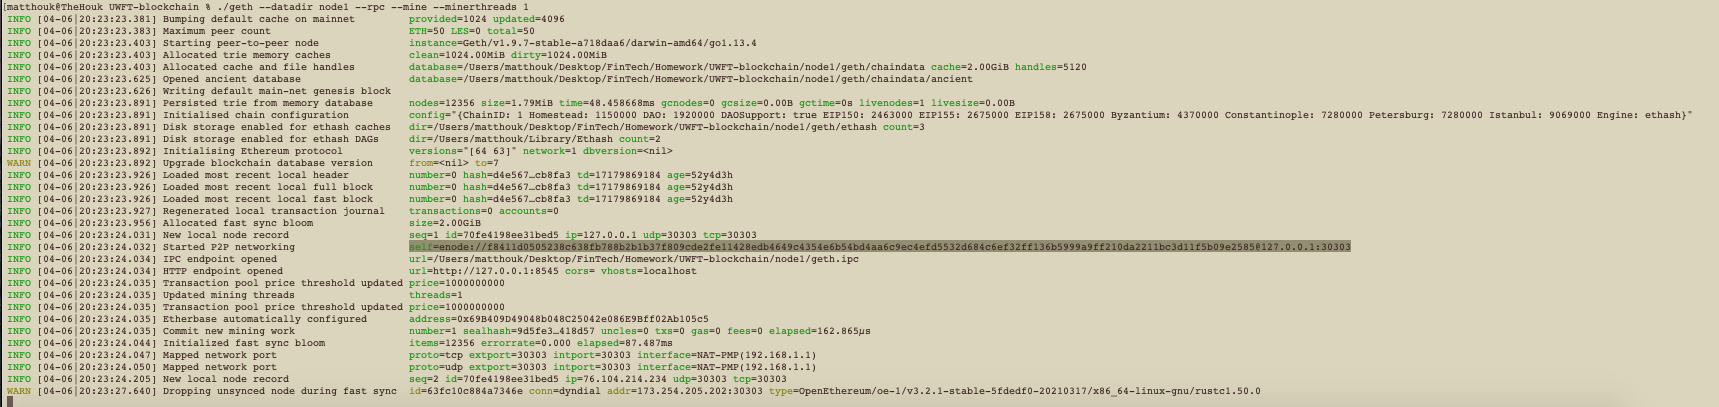 [matthouk@TheHouk UWFT-blockchain % ./geth --datadir node1 --rpc --mine --minerthreads 1
INFO [04-06|20:23:23.381] Bumping default cache on mainnet provided=1024 updated=4096
INFO [04-06|20:23:23.383] Maximum peer count ETH=50 LES=0 total=50
INFO [04-06|20:23:23.403] Starting peer-to-peer node instance=Geth/v1.9.7-stable-a718daa6/darwin-amd64/go1.13.4
INFO [04-06|20:23:23.403] Allocated trie memory caches clean=1024.00MiB dirty=1024.00MiB
INFO [04-06|20:23:23.403] Allocated cache and file handles database=/Users/matthouk/Desktop/FinTech/Homework/UWFT-blockchain/node1/geth/chaindata cache=2.00GiB handles=5120
INFO [04-06|20:23:23.625] Opened ancient database database=/Users/matthouk/Desktop/FinTech/Homework/UWFT-blockchain/node1/geth/chaindata/ancient
INFO [04-06|20:23:23.626] Writing default main-net genesis block
INFO [04-06|20:23:23.891] Persisted trie from memory database nodes=12356 size=1.79MiB time=48.458668ms gcnodes=0 gcsize=0.00B gctime=0s livenodes=1 livesize=0.00B
INFO [04-06|20:23:23.891] Initialised chain configuration config="{ChainID: 1 Homestead: 1150000 DAO: 1920000 DAOSupport: true EIP150: 2463000 EIP155: 2675000 EIP158: 2675000 Byzantium: 4370000 Constantinople: 7280000 Petersburg: 7280000 Istanbul: 9069000 Engine: ethash}"
INFO [04-06|20:23:23.891] Disk storage enabled for ethash caches dir=/Users/matthouk/Desktop/FinTech/Homework/UWFT-blockchain/node1/geth/ethash count=3
INFO [04-06|20:23:23.891] Disk storage enabled for ethash DAGs dir=/Users/matthouk/Library/Ethash count=2
INFO [04-06|20:23:23.892] Initialising Ethereum protocol versions="[64 63]" network=1 dbversion=<nil>
WARN [04-06|20:23:23.892] Upgrade blockchain database version from=<nil> to=7
INFO [04-06|20:23:23.926] Loaded most recent local header number=0 hash=d4e567…cb8fa3 td=17179869184 age=52y4d3h
INFO [04-06|20:23:23.926] Loaded most recent local full block number=0 hash=d4e567…cb8fa3 td=17179869184 age=52y4d3h
INFO [04-06|20:23:23.926] Loaded most recent local fast block number=0 hash=d4e567…cb8fa3 td=17179869184 age=52y4d3h
INFO [04-06|20:23:23.927] Regenerated local transaction journal transactions=0 accounts=0
INFO [04-06|20:23:23.956] Allocated fast sync bloom size=2.00GiB
INFO [04-06|20:23:24.031] New local node record seq=1 id=70fe4198ee31bed5 ip=127.0.0.1 udp=30303 tcp=30303
INFO [04-06|20:23:24.032] Started P2P networking self=enode://f8411d0505238c638fb788b2b1b37f809cde2fe11428edb4649c4354e6b54bd4aa6c9ec4efd5532d684c6ef32ff136b5999a9ff210da2211bc3d11f5b09e2585@127.0.0.1:30303
INFO [04-06|20:23:24.034] IPC endpoint opened url=/Users/matthouk/Desktop/FinTech/Homework/UWFT-blockchain/node1/geth.ipc
INFO [04-06|20:23:24.034] HTTP endpoint opened url=http://127.0.0.1:8545 cors= vhosts=localhost
INFO [04-06|20:23:24.035] Transaction pool price threshold updated price=1000000000
INFO [04-06|20:23:24.035] Updated mining threads threads=1
INFO [04-06|20:23:24.035] Transaction pool price threshold updated price=1000000000
INFO [04-06|20:23:24.035] Etherbase automatically configured address=0x69B409D49048b048C25042e086E9Bff02Ab105c5
INFO [04-06|20:23:24.035] Commit new mining work number=1 sealhash=9d5fe3…418d57 uncles=0 txs=0 gas=0 fees=0 elapsed=162.865µs
INFO [04-06|20:23:24.044] Initialized fast sync bloom items=12356 errorrate=0.000 elapsed=87.487ms
INFO [04-06|20:23:24.047] Mapped network port proto=tcp extport=30303 intport=30303 interface=NAT-PMP(192.168.1.1)
INFO [04-06|20:23:24.050] Mapped network port proto=udp extport=30303 intport=30303 interface=NAT-PMP(192.168.1.1)
INFO [04-06|20:23:24.205] New local node record seq=2 id=70fe4198ee31bed5 ip=76.104.214.234 udp=30303 tcp=30303
WARN [04-06|20:23:27.640] Dropping unsynced node during fast sync id=63fc10c884a7346e conn=dyndial addr=173.254.205.202:30303 type=OpenEthereum/oe-1/v3.2.1-stable-5fdedf0-20210317/x86_64-linux-gnu/rustc1.50.0